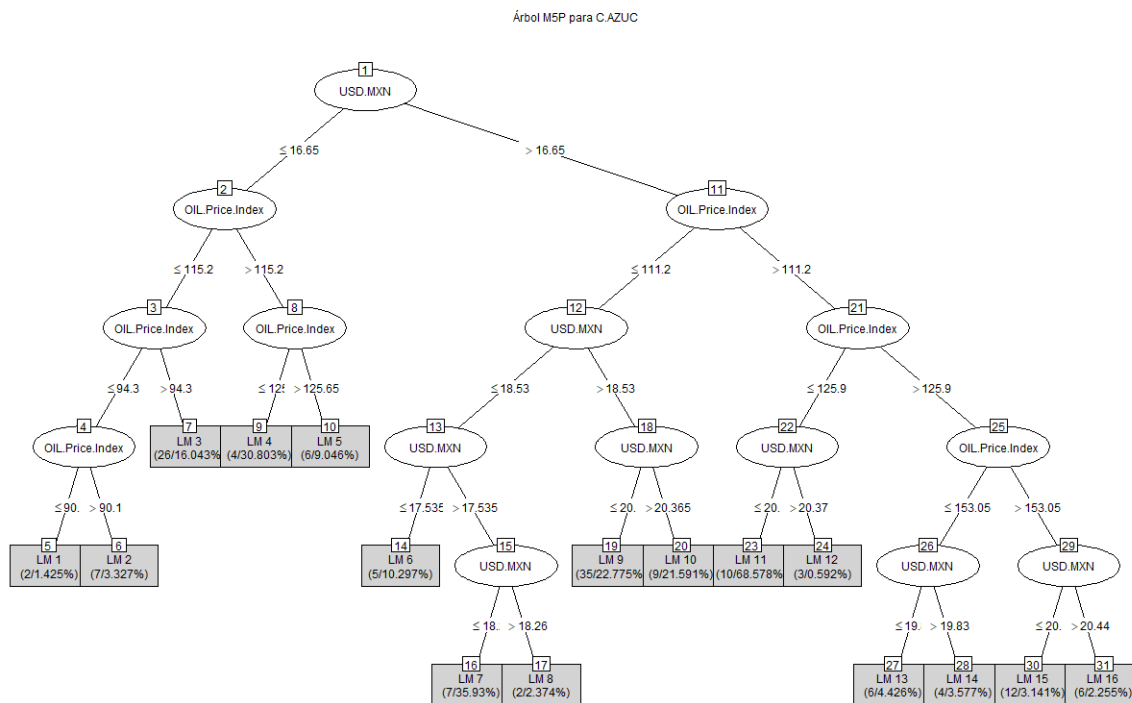 Árbol M5P para C.AZUC
1
USD.MXN
≤ 16.65
> 16.65
2
OIL.Price.Index
11
OIL.Price.Index
≤ 115.2
> 115.2
≤ 111.2
> 111.2
3
OIL.Price.Index
8
OIL.Price.Index
12
USD.MXN
21
OIL.Price.Index
≤ 94.3
> 94.3
≤ 125
> 125.65
≤ 18.53
> 18.53
≤ 125.9
> 125.9
4
OIL.Price.Index
7
LM 3
(26/16.043%)
9
LM 4
(4/30.803%)
10
LM 5
(6/9.046%)
13
USD.MXN
18
USD.MXN
22
USD.MXN
25
OIL.Price.Index
≤ 90.
> 90.1
≤ 17.535
> 17.535
≤ 20.
> 20.365
≤ 20.
> 20.37
≤ 153.05
> 153.05
5
LM 1
(2/1.425%)
6
LM 2
(7/3.327%)
14
LM 6
(5/10.297%)
15
USD.MXN
19
LM 9
(35/22.775%
20
LM 10
(9/21.591%)
23
LM 11
(10/68.578%
24
LM 12
(3/0.592%)
26
USD.MXN
29
USD.MXN
≤ 18.
> 18.26
≤ 19.
> 19.83
≤ 20.
> 20.44
16
LM 7
(7/35.93%)
17
LM 8
(2/2.374%)
27
LM 13
(6/4.426%)
28
LM 14
(4/3.577%)
30
LM 15
(12/3.141%)
31
LM 16
(6/2.255%)